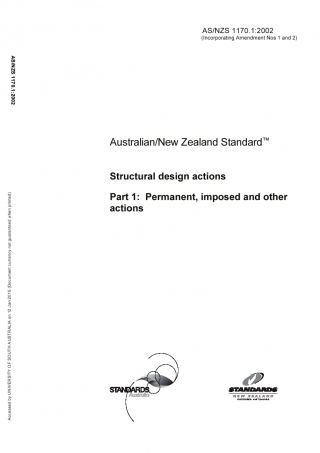 AS/NZS 1170.1:2002
(Incorporating Amendment Nos 1 and 2)
AS/NZS 1170.1:2002
Australian/New Zealand Standard™
Structural design actions
Part 1: Permanent, imposed and other
actions
Accessed by UNIVERSITY OF SOUTH AUSTRALIA on 12 Jan 2015 (Document currency not guaranteed when printed)
STANDARDS
Australia
STANDARDS
NEW ZEALAND